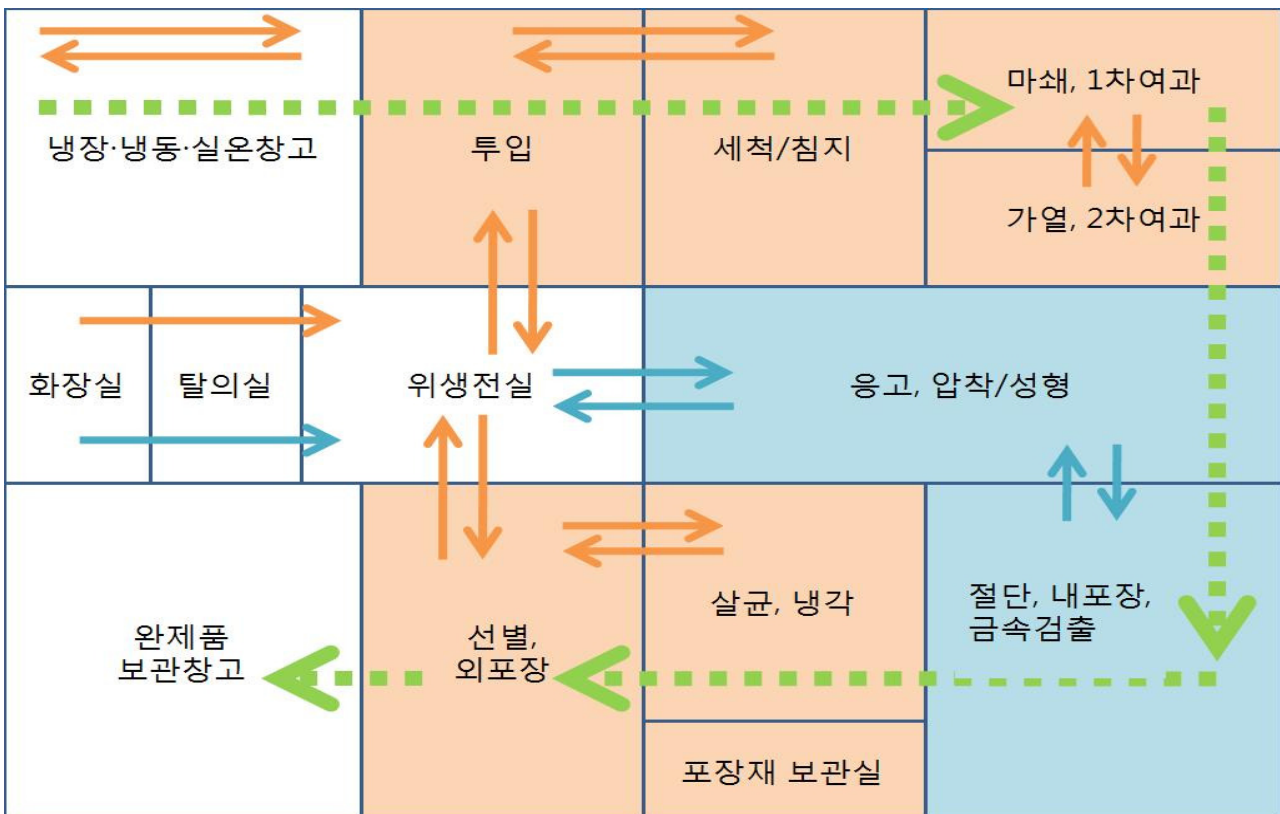 마쇄, 1차여과
냉장·냉동·실온창고
투입
세척/침지
가열, 2차여과
화장실
탈의실
위생전실
응고, 압착/성형
완제품
보관창고
선별,
외포장
살균, 냉각
절단, 내포장,
금속검출
포장재 보관실